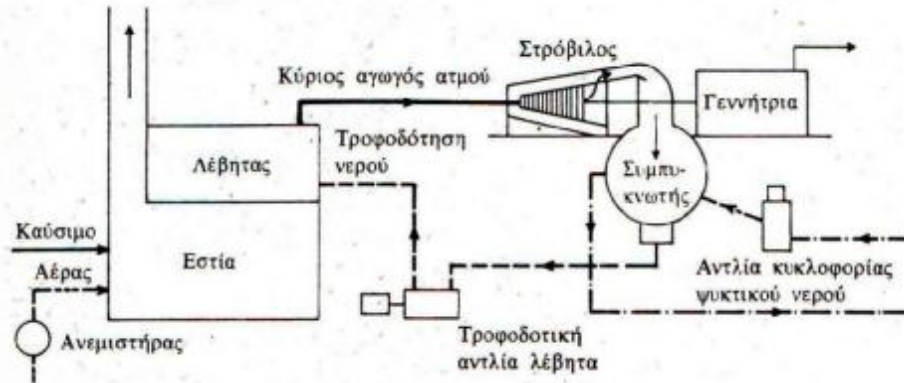 Στρόβιλος
Κύριος αγωγός ατμού
Γεννήτρια
Τροφοδότηση
νερού
Λέβητας
Συμπυ-
κνωτής
Καύσιμο
Εστία
Αέρας
Αντλία κυκλοφορίας
ψυκτικού νερού
Ανεμιστήρας
Τροφοδοτική
αντλία λέβητα